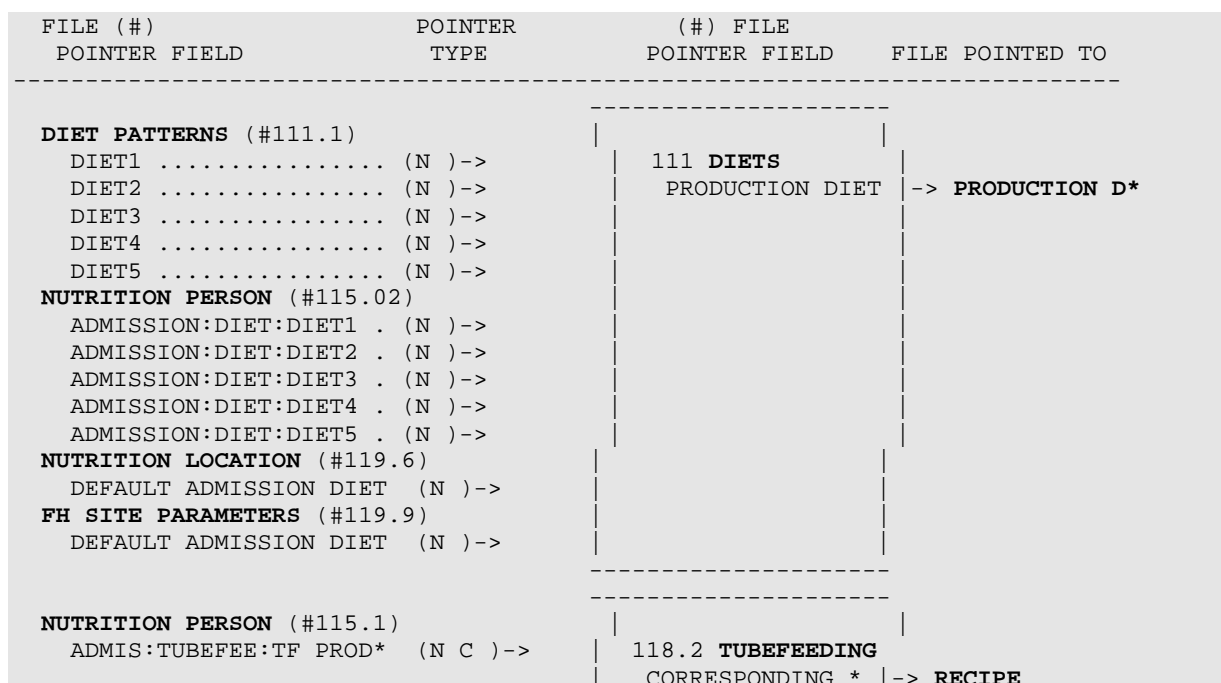 FILE (#)                      POINTER           (#) FILE
 POINTER FIELD                 TYPE           POINTER FIELD    FILE POINTED TO
-----------------------------------------------------------------------------
                                        ---------------------
DIET PATTERNS (#111.1)                  |                   |
  DIET1 ................ (N )->         |  111 DIETS        |
  DIET2 ................ (N )->         |   PRODUCTION DIET |-> PRODUCTION D*
  DIET3 ................ (N )->         |                   |
  DIET4 ................ (N )->         |                   |
  DIET5 ................ (N )->         |                   |
NUTRITION PERSON (#115.02)              |                   |
  ADMISSION:DIET:DIET1 . (N )->         |                   |
  ADMISSION:DIET:DIET2 . (N )->         |                   |
  ADMISSION:DIET:DIET3 . (N )->         |                   |
  ADMISSION:DIET:DIET4 . (N )->         |                   |
  ADMISSION:DIET:DIET5 . (N )->         |                   |
NUTRITION LOCATION (#119.6)             |                   |
  DEFAULT ADMISSION DIET  (N )->        |                   |
FH SITE PARAMETERS (#119.9)             |                   |
  DEFAULT ADMISSION DIET  (N )->        |                   |
                                        ---------------------
                                        ---------------------
NUTRITION PERSON (#115.1)               |                   |
  ADMIS:TUBEFEE:TF PROD*  (N C )->      |  118.2 TUBEFEEDING
                                        |   CORRESPONDING * |-> RECIPE